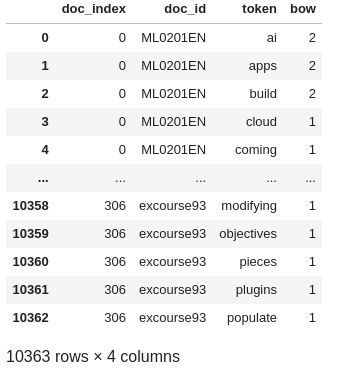 doc_index doc_id token bow
0 0 ML0201EN ai 2
1 0 ML0201EN apps 2
2 0 ML0201EN build 2
3 0 ML0201EN cloud 1
4 0 ML0201EN coming 1
... ... ... ... ...
10358 306 excourse93 modifying 1
10359 306 excourse93 objectives 1
10360 306 excourse93 pieces 1
10361 306 excourse93 plugins 1
10362 306 excourse93 populate 1
10363 rows × 4 columns